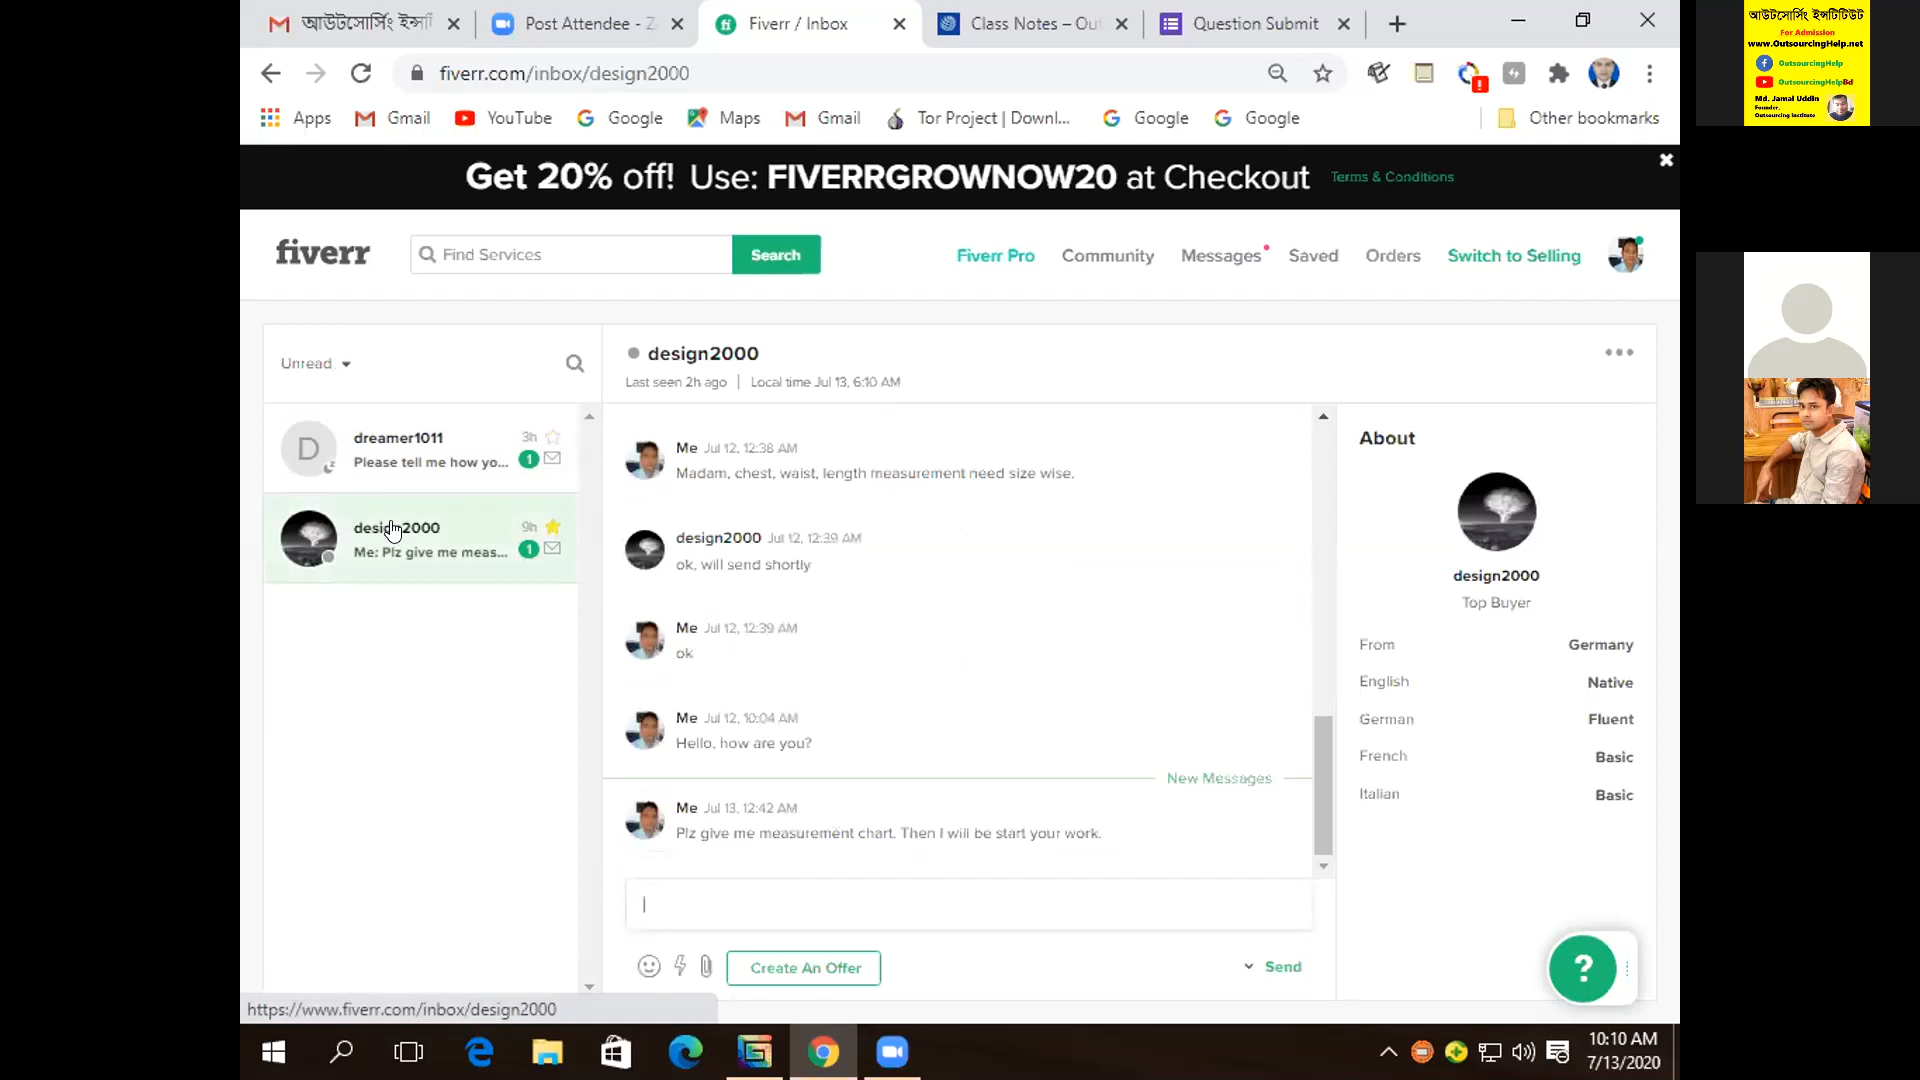 আউটসোর্সিং ইন্সটি
Post Attendee - Z
Fiverr / Inbox
Class Notes – Out
Question Submit
fiverr.com/inbox/design2000
Apps
Gmail
YouTube
Google
Maps
Gmail
Tor Project | Downl...
Google
Google
Other bookmarks
Get 20% off! Use: FIVERRGROWNOW20 at Checkout
Terms & Conditions
fiverr
Find Services
Search
Fiverr Pro
Community
Messages
Saved
Orders
Switch to Selling
Unread
dreamer1011
3h
Please tell me how yo...
1
design2000
9h
Me: Plz give me meas...
1
design2000
Last seen 2h ago | Local time Jul 13, 6:10 AM
Me Jul 12, 12:38 AM
Madam, chest, waist, length measurement need size wise.
design2000 Jul 12, 12:39 AM
ok, will send shortly
Me Jul 12, 12:39 AM
ok
Me Jul 12, 10:04 AM
Hello, how are you?
New Messages
Me Jul 13, 12:42 AM
Plz give me measurement chart. Then I will be start your work.
Create An Offer
Send
About
design2000
Top Buyer
From Germany
English Native
German Fluent
French Basic
Italian Basic
?
https://www.fiverr.com/inbox/design2000
10:10 AM
7/13/2020
আউটসোর্সিং ইন্সটিটিউট
For Admission
www.OutsourcingHelp.net
OutsourcingHelp
OutsourcingHelpBd
Md. Jamal Uddin
Founder,
Outsourcing Institute